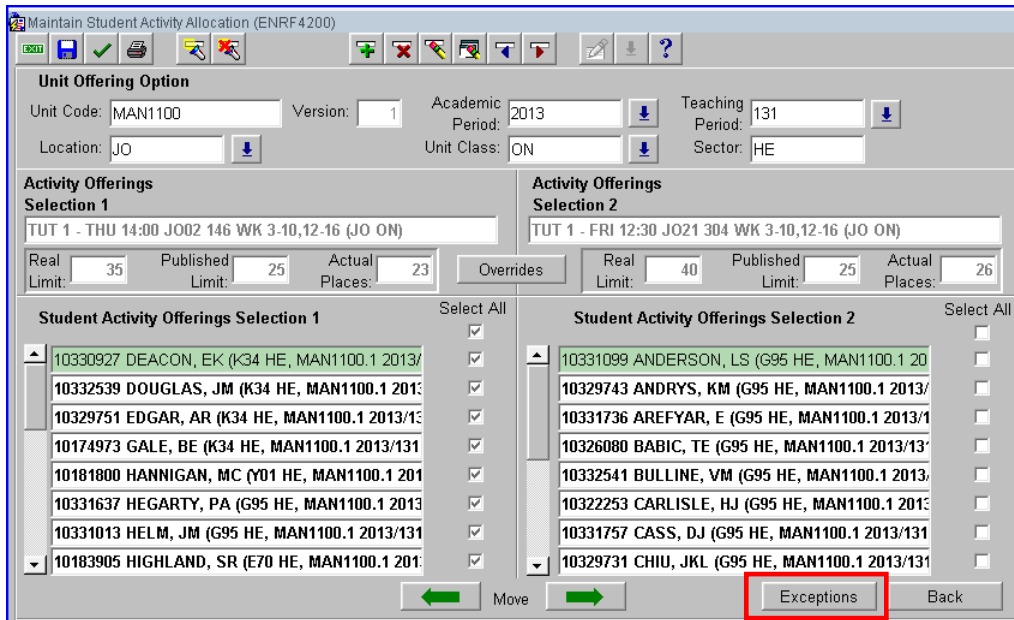 Maintain Student Activity Allocation (ENRF4200)
EXIT
?
Unit Offering Option
Unit Code: MAN1100 Version: 1 Academic Period: 2013 Teaching Period: 131
Location: JO Unit Class: ON Sector: HE
Activity Offerings Activity Offerings
Selection 1 Selection 2
TUT 1 - THU 14:00 JO02 146 WK 3-10,12-16 (JO ON) TUT 1 - FRI 12:30 JO21 304 WK 3-10,12-16 (JO ON)
Real Limit: 35 Published Limit: 25 Actual Places: 23 Overrides Real Limit: 40 Published Limit: 25 Actual Places: 26
Student Activity Offerings Selection 1 Select All Student Activity Offerings Selection 2 Select All
10330927 DEACON, EK (K34 HE, MAN1100.1 2013/ 10331099 ANDERSON, LS (G95 HE, MAN1100.1 20
10332539 DOUGLAS, JM (K34 HE, MAN1100.1 2013 10329743 ANDRYS, KM (G95 HE, MAN1100.1 2013/
10329751 EDGAR, AR (K34 HE, MAN1100.1 2013/13 10331736 AREFYAR, E (G95 HE, MAN1100.1 2013/1
10174973 GALE, BE (K34 HE, MAN1100.1 2013/131 10326080 BABIC, TE (G95 HE, MAN1100.1 2013/131
10181800 HANNIGAN, MC (Y01 HE, MAN1100.1 201 10332541 BULLINE, VM (G95 HE, MAN1100.1 2013/
10331637 HEGARTY, PA (G95 HE, MAN1100.1 2013 10322253 CARLISLE, HJ (G95 HE, MAN1100.1 2013
10331013 HELM, JM (G95 HE, MAN1100.1 2013/131 10331757 CASS, DJ (G95 HE, MAN1100.1 2013/131
10183905 HIGHLAND, SR (E70 HE, MAN1100.1 201 10329731 CHIU, JKL (G95 HE, MAN1100.1 2013/131
Move Exceptions Back